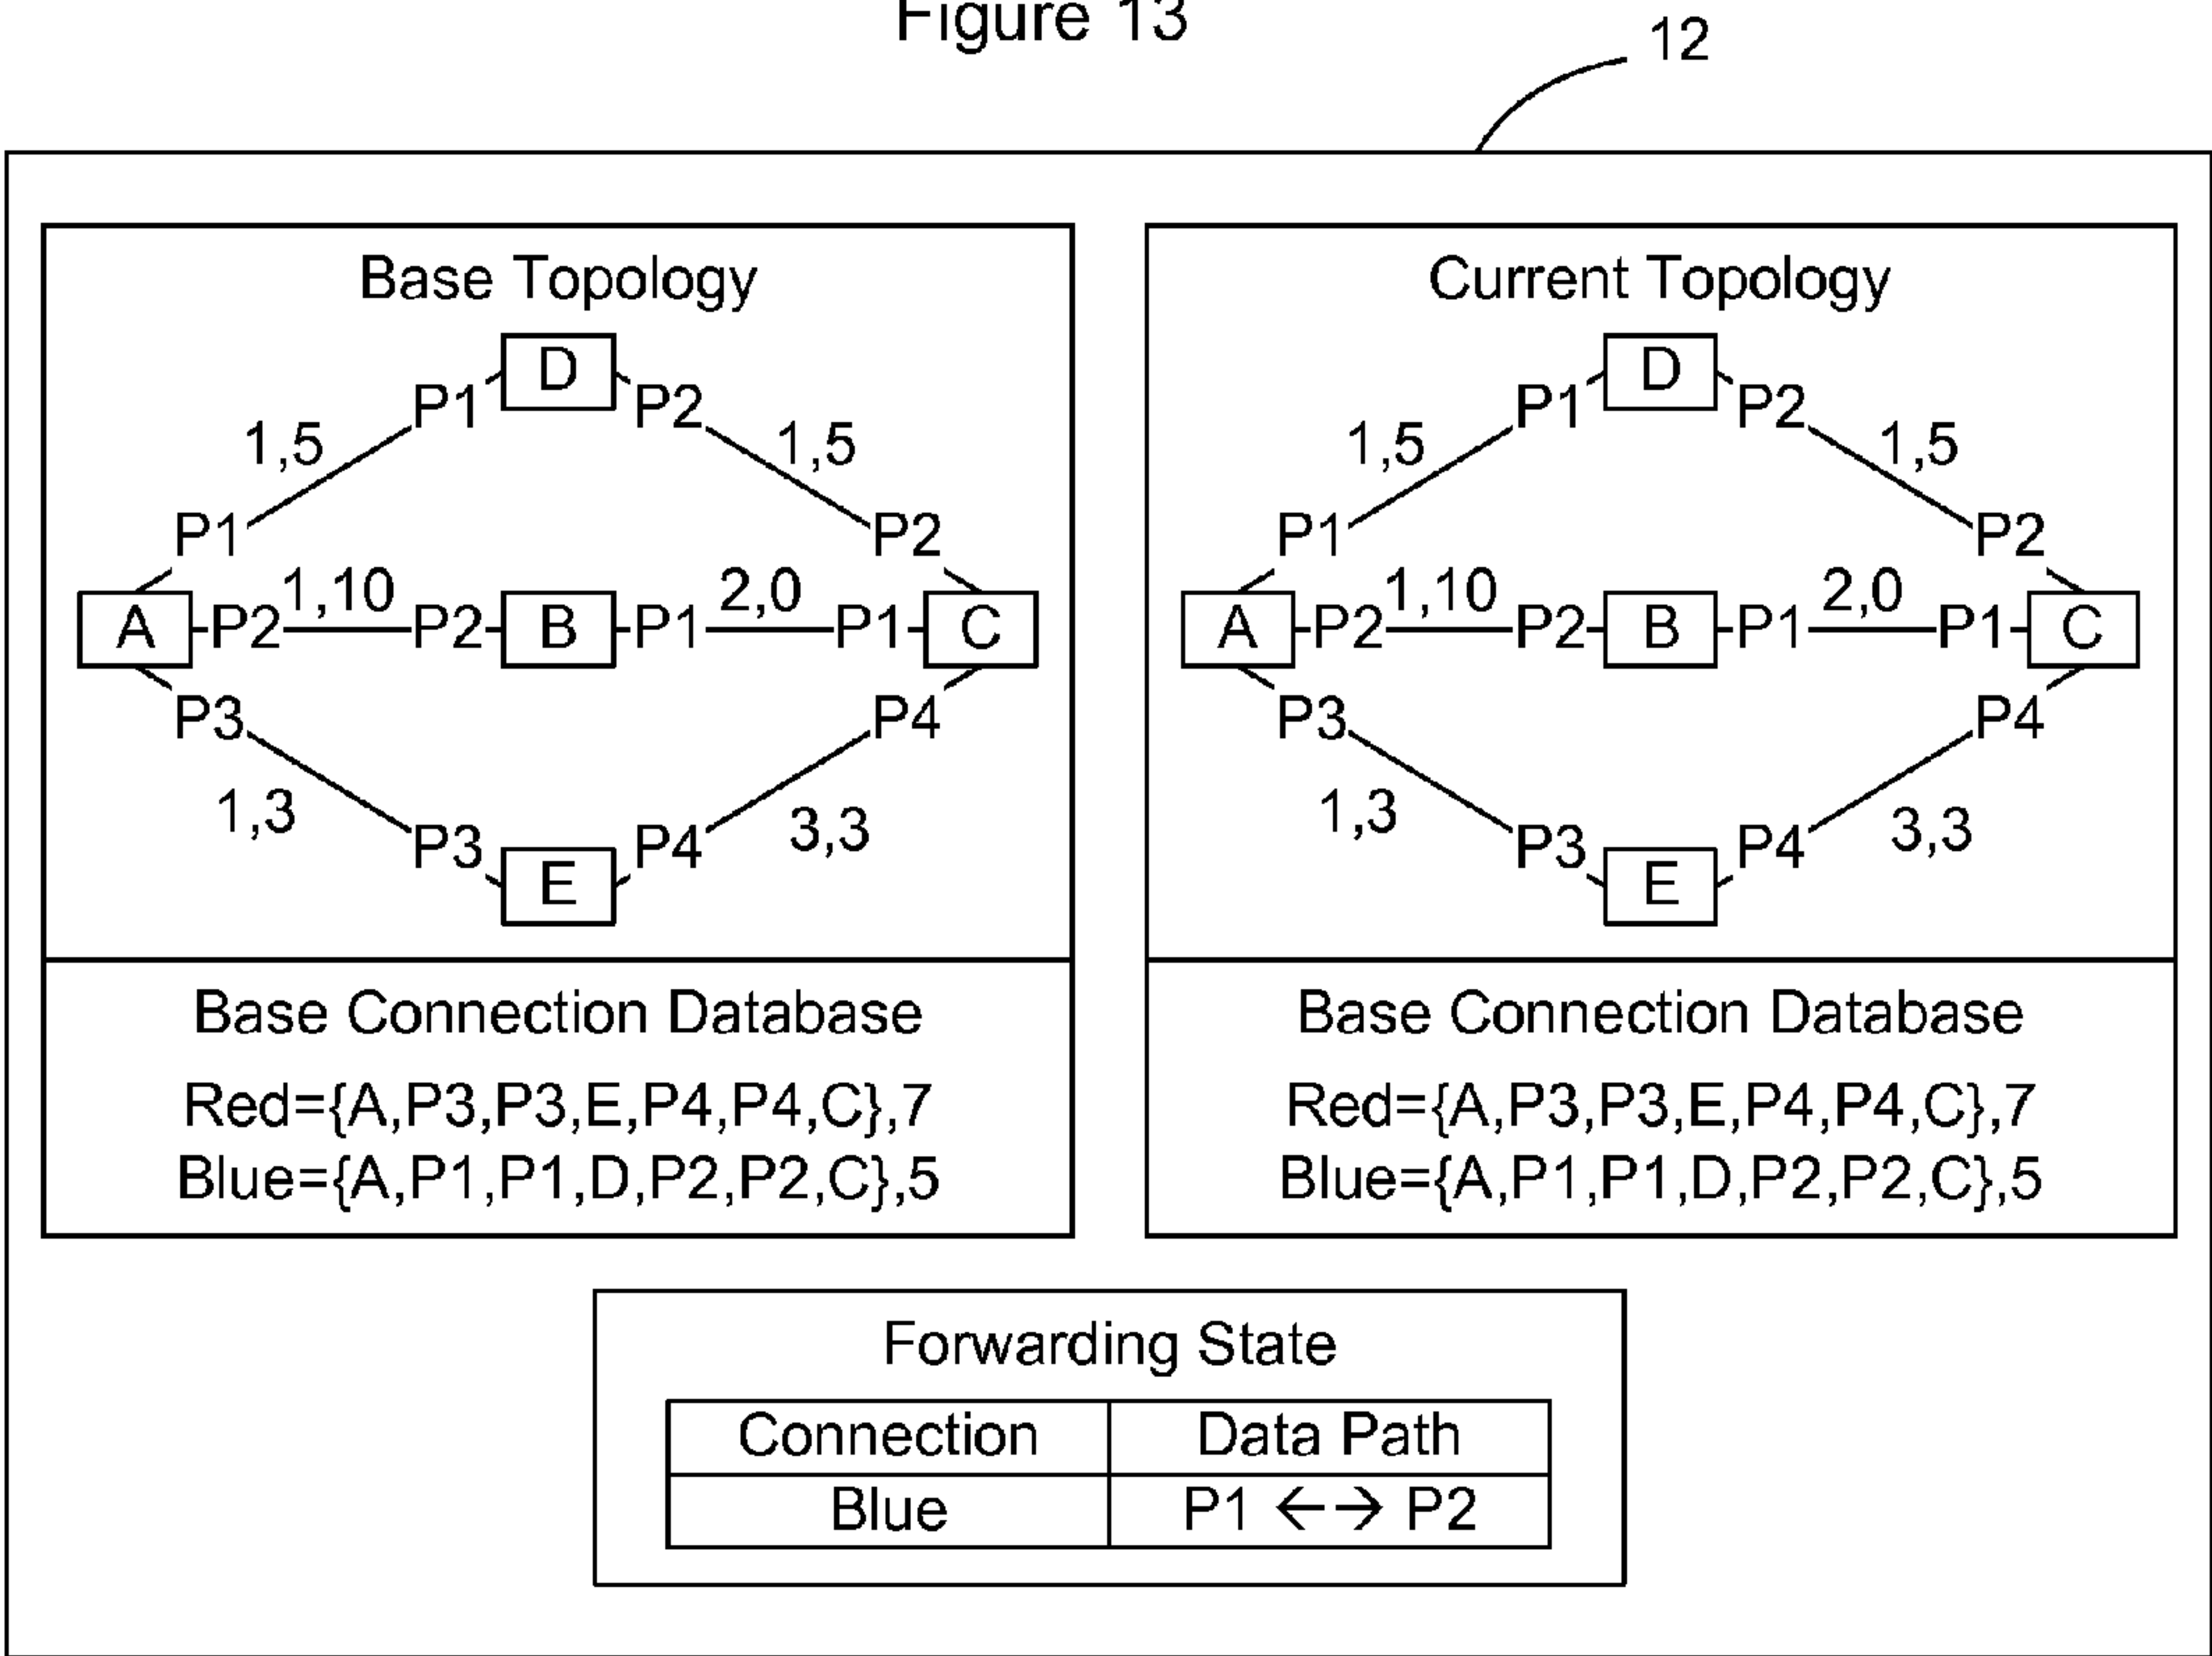 Figure 13
12
Base Topology
D
P1 P2
1,5 1,5
P1 P2
A P2 1,10 P2 B P1 2,0 P1 C
P3 P4
1,3 3,3
P3 P4
E
Base Connection Database
Red={A,P3,P3,E,P4,P4,C},7
Blue={A,P1,P1,D,P2,P2,C},5
Current Topology
D
P1 P2
1,5 1,5
P1 P2
A P2 1,10 P2 B P1 2,0 P1 C
P3 P4
1,3 3,3
P3 P4
E
Base Connection Database
Red={A,P3,P3,E,P4,P4,C},7
Blue={A,P1,P1,D,P2,P2,C},5
Forwarding State
Connection Data Path
Blue P1 ←→ P2